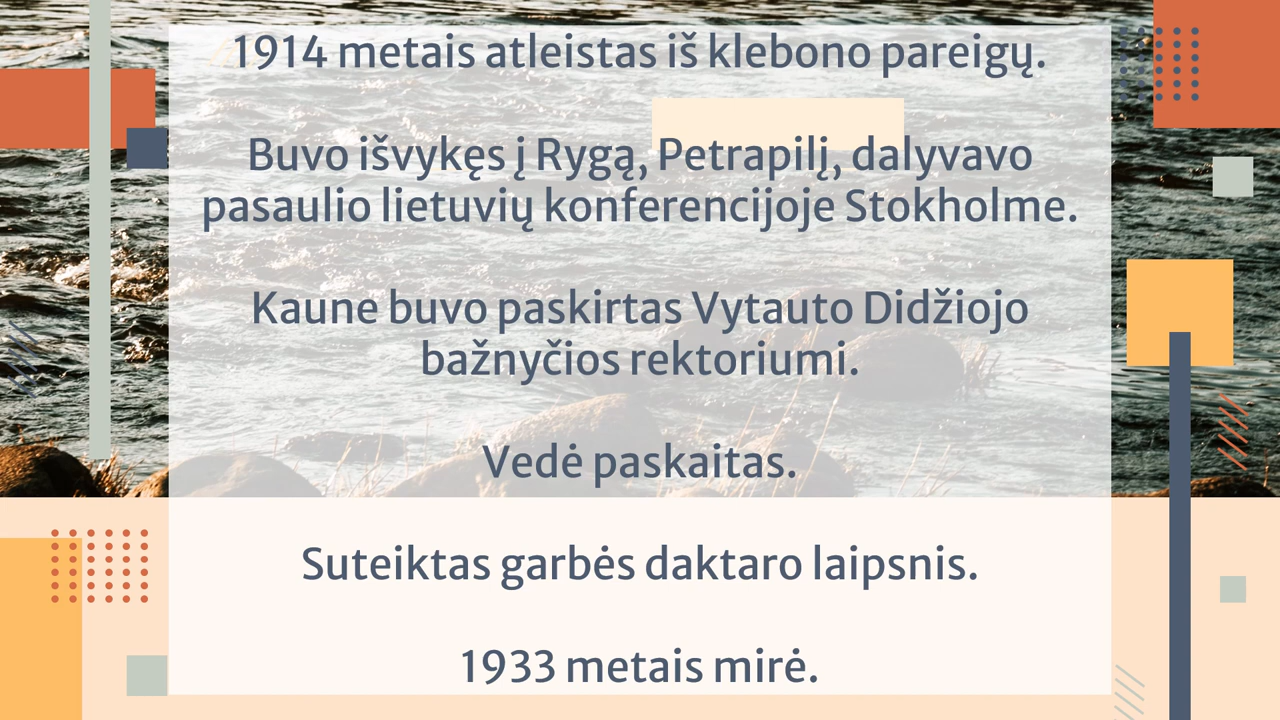 1914 metais atleistas iš klebono pareigų.
Buvo išvykęs į Rygą, Petrapilį, dalyvavo
pasaulio lietuvių konferencijoje Stokholme.
Kaune buvo paskirtas Vytauto Didžiojo
bažnyčios rektoriumi.
Vedė paskaitas.
Suteiktas garbės daktaro laipsnis.
1933 metais mirė.